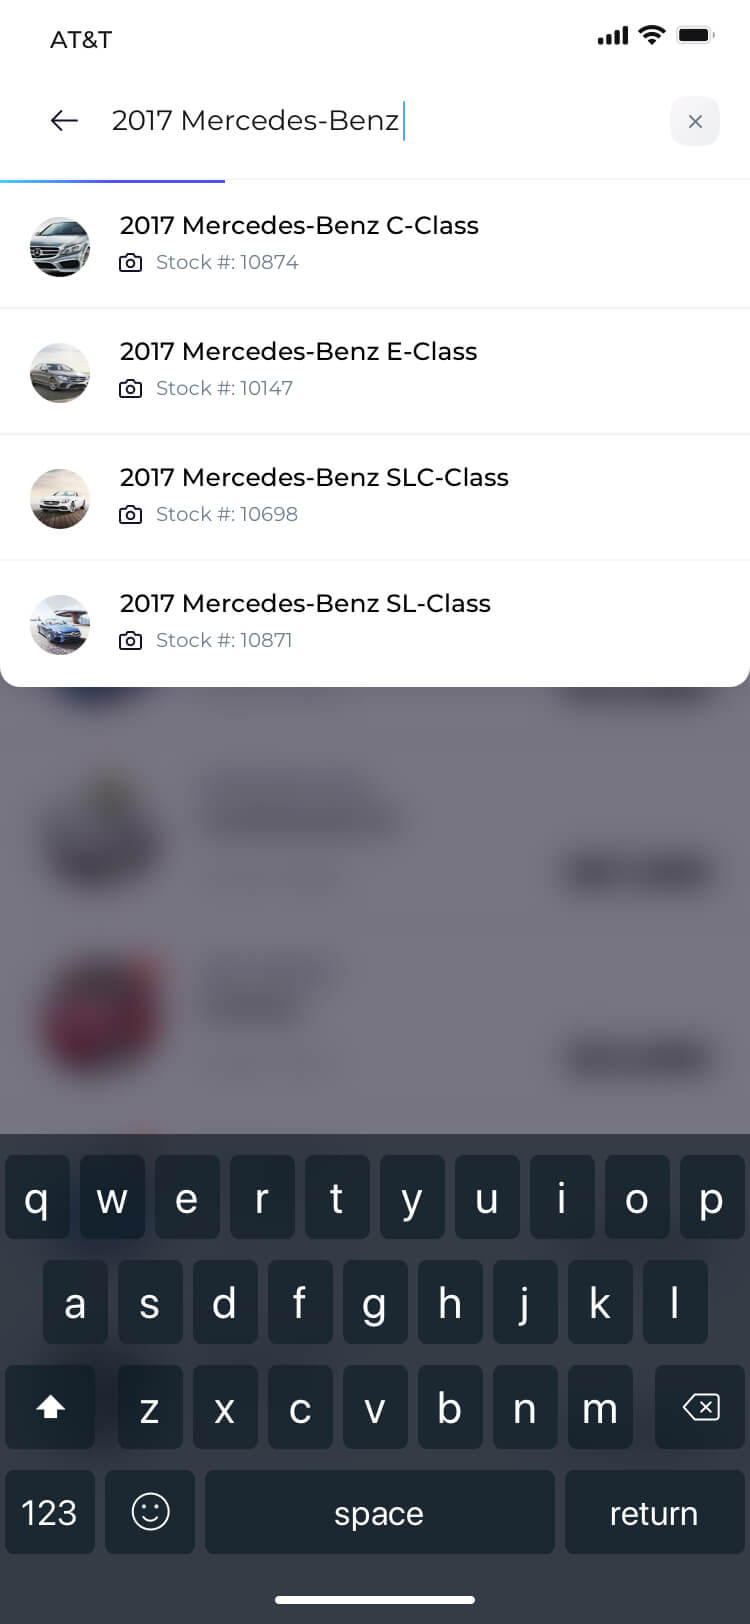 AT&T
2017 Mercedes-Benz
2017 Mercedes-Benz C-Class
Stock #: 10874
2017 Mercedes-Benz E-Class
Stock #: 10147
2017 Mercedes-Benz SLC-Class
Stock #: 10698
2017 Mercedes-Benz SL-Class
Stock #: 10871
q w e r t y u i o p
a s d f g h j k l
z x c v b n m
123 space return